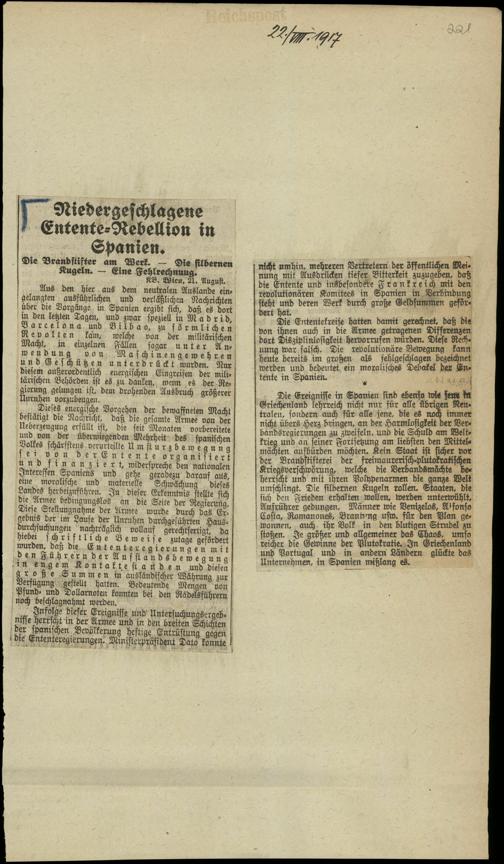 Reichspost
22./VIII. 1917
221
Niedergeschlagene
Entente-Rebellion in
Spanien.
Die Brandstifter am Werk. — Die silbernen
Kugeln. — Eine Fehlrechnung.
KB. Wien, 21. August.
Aus den hier aus dem neutralen Auslande ein-
gelangten ausführlichen und verläßlichen Nachrichten
über die Vorgänge in Spanien ergibt sich, daß es dort
in den letzten Tagen, und zwar speziell in Madrid,
Barcelona und Bilbao, zu förmlichen
Revolten kam, welche von der militärischen
Macht, in einzelnen Fällen sogar unter An-
wendung von Maschinengewehren
und Geschützen unterdrückt wurden. Nur
diesem außerordentlich energischen Eingreifen der mili-
tärischen Behörden ist es zu danken, wenn es der Re-
gierung gelungen ist, dem drohenden Ausbruch größerer
Unruhen vorzubeugen.
Dieses energische Vorgehen der bewaffneten Macht
bestätigt die Nachricht, daß die gesamte Armee von der
Ueberzeugung erfüllt ist, die seit Monaten vorbereitete
und von der überwiegenden Mehrheit des spanischen
Volkes schärfstens verurteilte Umsturzbewegung
sei von der Entente organisiert
und finanziert, widerspreche den nationalen
Interessen Spaniens und gehe geradezu darauf aus,
eine moralische und materielle Schwächung dieses
Landes herbeizuführen. In dieser Erkenntnis stellte sich
die Armee bedingungslos an die Seite der Regierung.
Diese Stellungnahme der Armee wurde durch das Er-
gebnis der im Laufe der Unruhen durchgeführten Haus-
durchsuchungen nachträglich vollauf gerechtfertigt, da
hiebei schriftliche Beweise zutage gefördert
wurden, daß die Ententeregierungen mit
den Führern der Aufstandsbewegung
in engem Kontakte standen und diesen
große Summen in ausländischer Währung zur
Verfügung gestellt hatten. Bedeutende Mengen von
Pfund- und Dollarnoten konnten bei den Rädelsführern
noch beschlagnahmt werden.
Infolge dieser Ereignisse und Untersuchungsergeb-
nisse herrscht in der Armee und in den breiten Schichten
der spanischen Bevölkerung heftige Entrüstung gegen
die Ententeregierungen. Ministerpräsident Dato konnte
nicht umhin, mehreren Vertretern der öffentlichen Mei-
nung mit Ausdrücken tiefer Bitterkeit zuzugeben, daß
die Entente und insbesondere Frankreich mit den
revolutionären Komitees in Spanien in Verbindung
steht und deren Werk durch große Geldsummen geför-
dert hat.
Die Ententekreise hatten damit gerechnet, daß die
von ihnen auch in die Armee getragenen Differenzen
dort Disziplinlosigkeit hervorrufen würden. Diese Rech-
nung war falsch. Die revolutionäre Bewegung kann
heute bereits im großen als fehlgeschlagen bezeichnet
werden und bedeutet ein moralisches Debakel der En-
tente in Spanien.
*
Die Ereignisse in Spanien sind ebenso wie jene in
Griechenland lehrreich nicht nur für alle übrigen Neu-
tralen, sondern auch für alle jene, die es noch immer
nicht übers Herz bringen, an der Harmlosigkeit der Ver-
bandsregierungen zu zweifeln, und die Schuld am Welt-
krieg und an seiner Fortsetzung am liebsten den Mittel-
mächten aufbürden möchten. Kein Staat ist sicher vor
der Brandstifterei der freimaurerisch-plutokratischen
Kriegsverschwörung, welche die Verbandsmächte be-
herrscht und mit ihren Polypenarmen die ganze Welt
umschlingt. Die silbernen Kugeln rollen. Staaten, die
sich den Frieden erhalten wollen, werden unterwühlt,
Aufrührer gedungen, Männer wie Venizelos, Alfonso
Costa, Romanones, Branting usw. für den Plan ge-
wonnen, auch ihr Volk in den blutigen Strudel zu
stoßen. Je größer und allgemeiner das Chaos, umso
reicher die Gewinne der Plutokratie. In Griechenland
und Portugal und in andern Ländern glückte das
Unternehmen, in Spanien mißlang es.